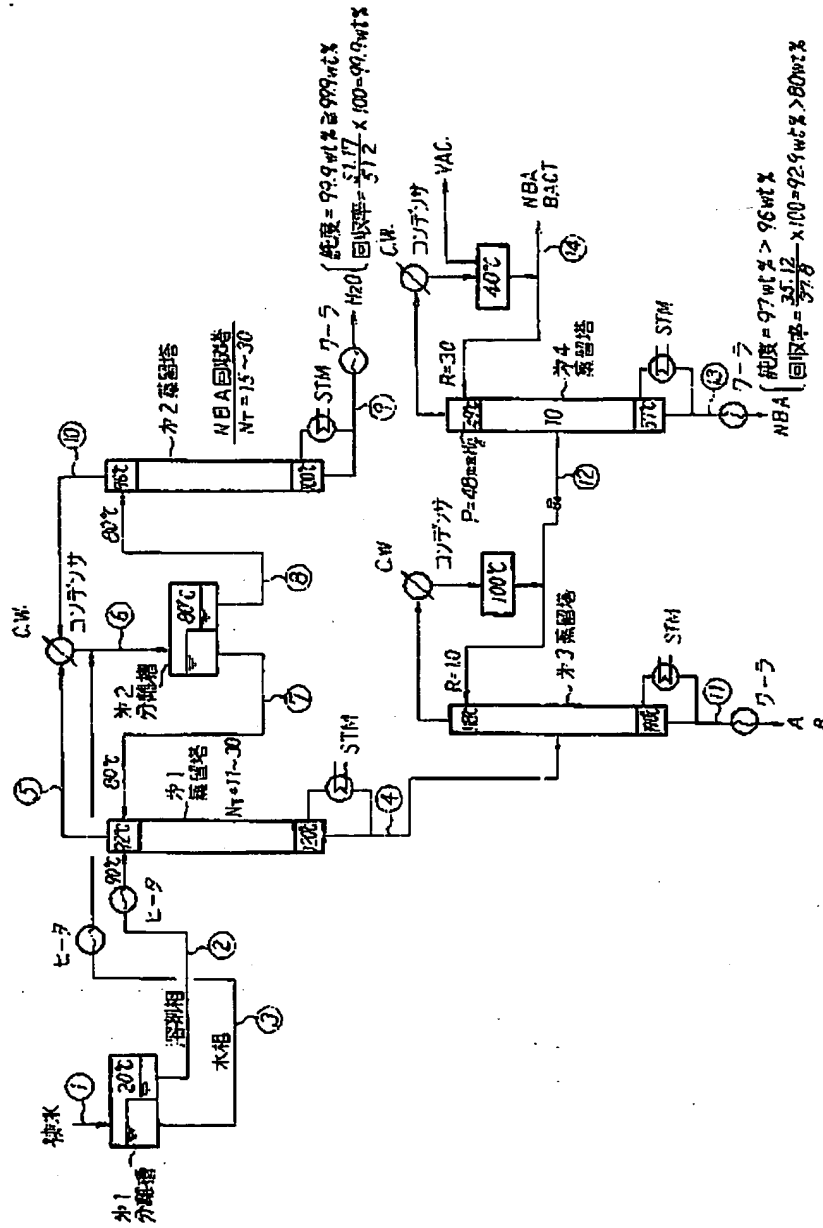 検水
①
20℃
第1
分離槽
溶剤相
②
水相
③
ヒータ
ヒータ
90℃
92℃
第1
蒸留塔
NT=17~30
120℃
STM
④
⑤
80℃
C.W.
コンデンサ
⑥
第2
分離槽
80℃
⑦
⑧
80℃
⑩
96℃
第2蒸留塔
NBA回収塔
NT=15~30
100℃
STM
⑨
クーラ
H2O
純度=99.9wt%≧99.9wt%
回収率=51.17/51.2×100=99.9wt%
118℃
R=1.0
第3蒸留塔
C.W
コンデンサ
100℃
STM
⑪
クーラ
A
B
⑫
P=48mmHg
R=30
10
第4
蒸留塔
57℃
C.W.
コンデンサ
40℃
VAC.
NBA
BACT
⑭
STM
⑬
クーラ
NBA
純度=97wt%>96wt%
回収率=35.12/37.8×100=92.9wt%>80wt%